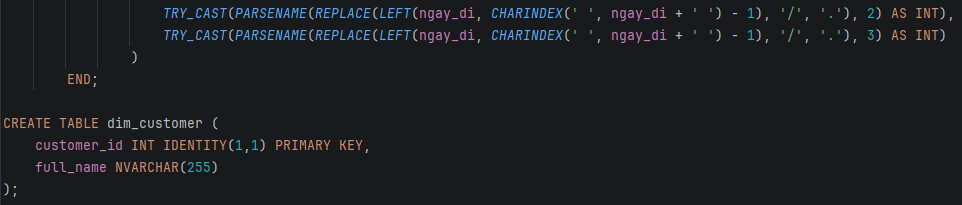 TRY_CAST(PARSENAME(REPLACE(LEFT(ngay_di, CHARINDEX(' ', ngay_di + ' ') - 1), '/', '.'), 2) AS INT),
TRY_CAST(PARSENAME(REPLACE(LEFT(ngay_di, CHARINDEX(' ', ngay_di + ' ') - 1), '/', '.'), 3) AS INT)
)
END;
CREATE TABLE dim_customer (
customer_id INT IDENTITY(1,1) PRIMARY KEY,
full_name NVARCHAR(255)
);